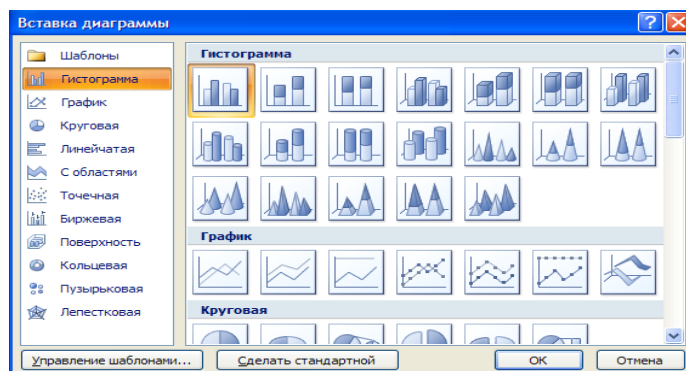 Вставка диаграммы
Шаблоны
Гистограмма
График
Круговая
Линейчатая
С областями
Точечная
Биржевая
Поверхность
Кольцевая
Пузырьковая
Лепестковая
Гистограмма
График
Круговая
Управление шаблонами...
Сделать стандартной
ОК
Отмена